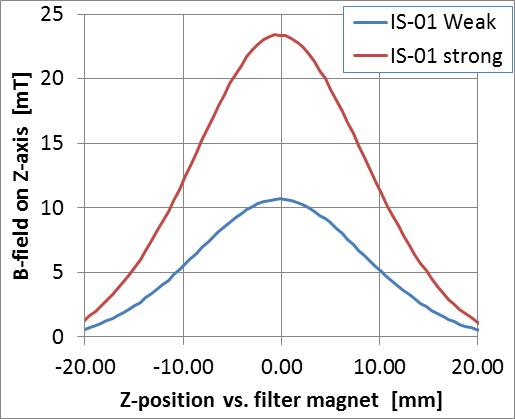 IS-01 Weak
IS-01 strong
B-field on Z-axis [mT]
25
20
15
10
5
0
-20.00 -10.00 0.00 10.00 20.00
Z-position vs. filter magnet [mm]